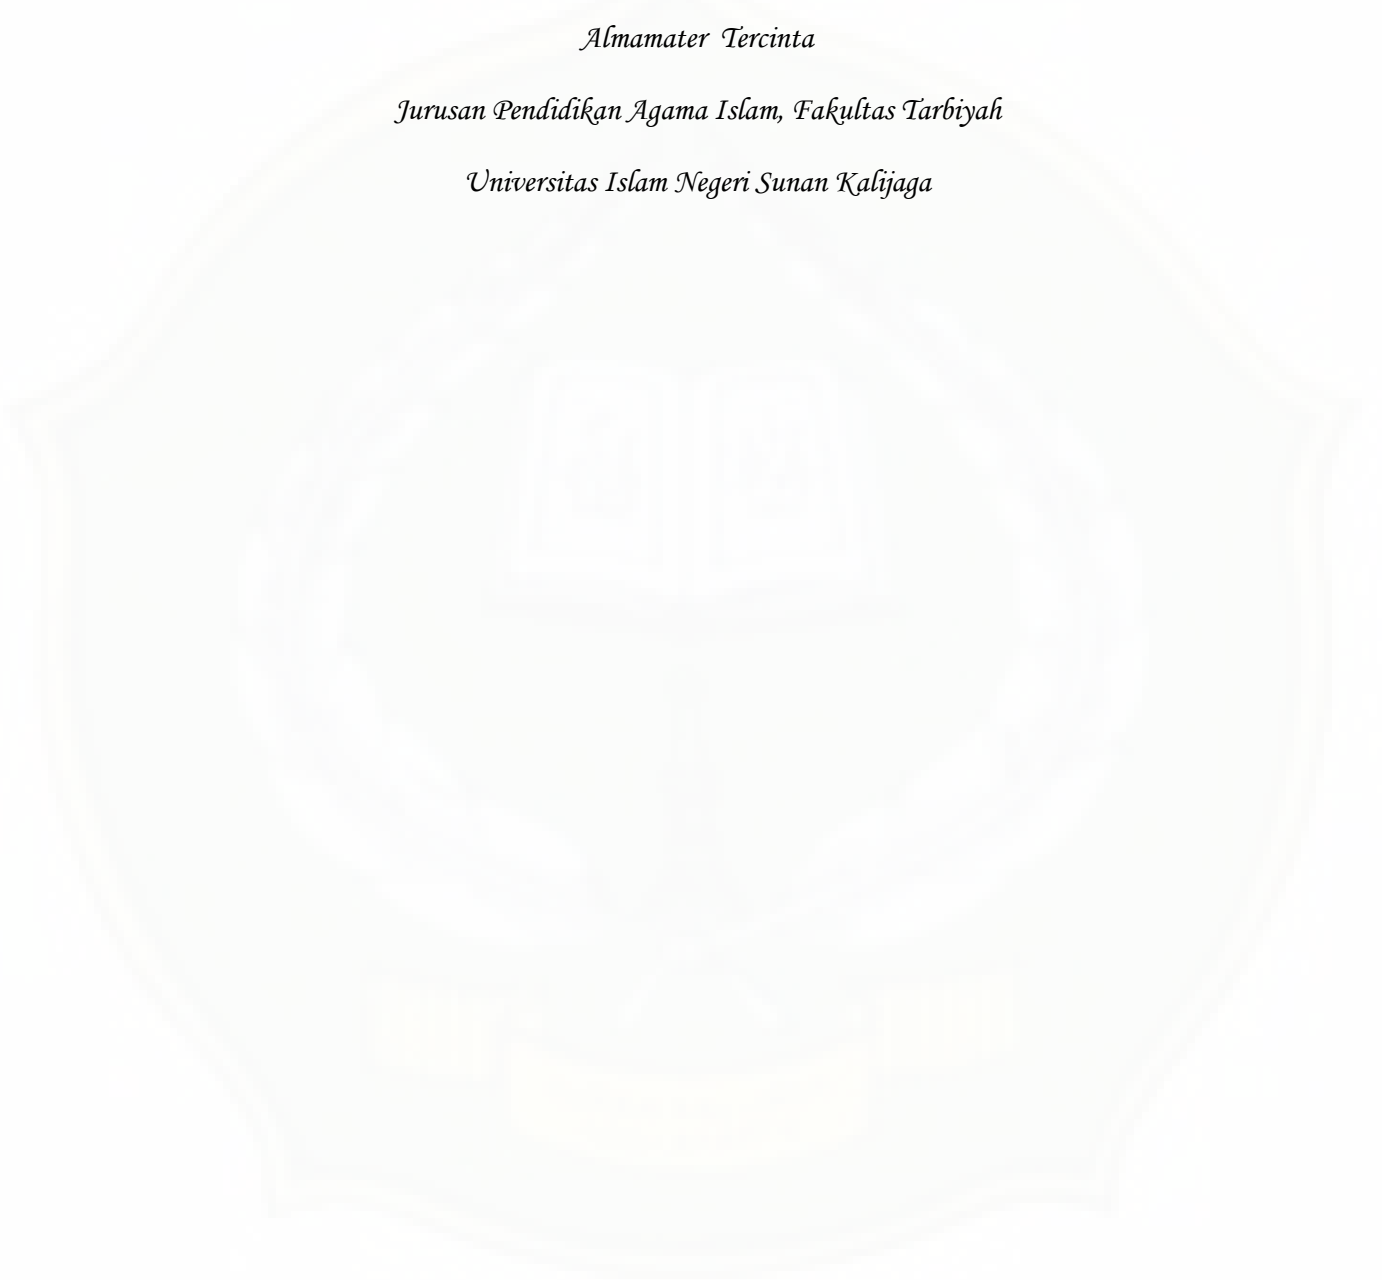 Almamater Tercinta
Jurusan Pendidikan Agama Islam, Fakultas Tarbiyah
Universitas Islam Negeri Sunan Kalijaga